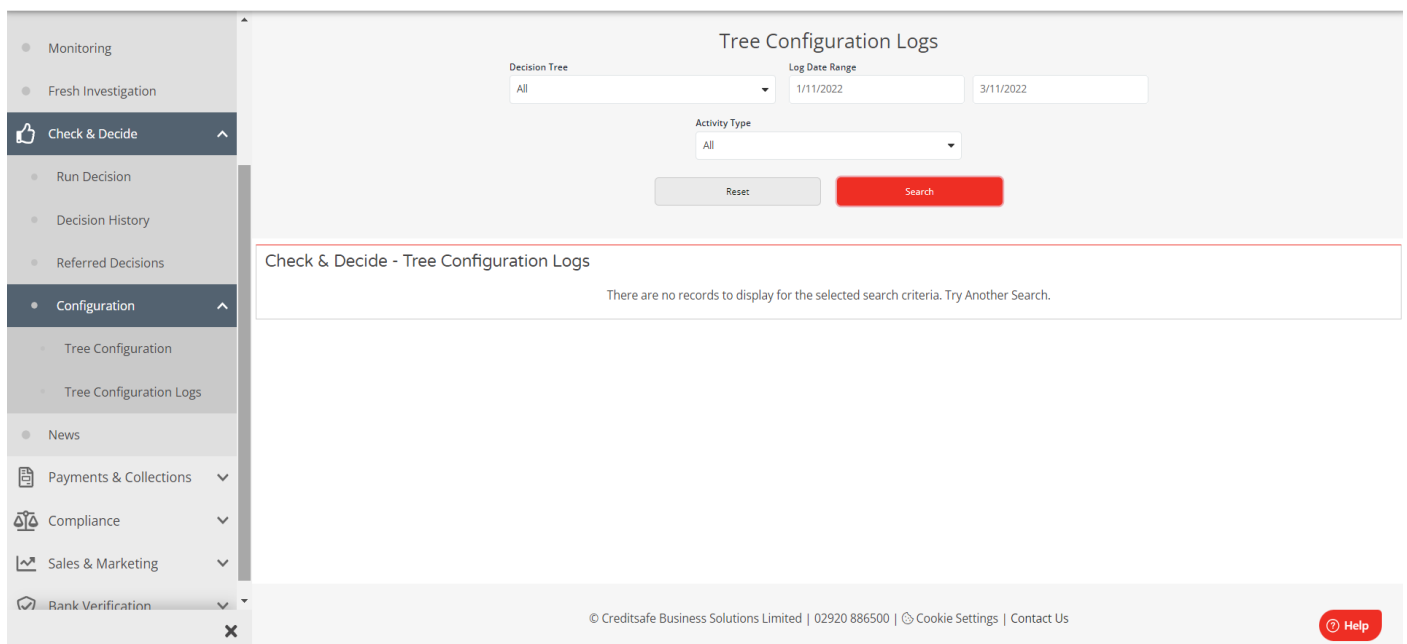 Monitoring
Fresh Investigation
Check & Decide
Run Decision
Decision History
Referred Decisions
Configuration
Tree Configuration
Tree Configuration Logs
News
Payments & Collections
Compliance
Sales & Marketing
Bank Verification
Tree Configuration Logs
Decision Tree
Log Date Range
All
1/11/2022
3/11/2022
Activity Type
All
Reset
Search
Check & Decide - Tree Configuration Logs
There are no records to display for the selected search criteria. Try Another Search.
© Creditsafe Business Solutions Limited | 02920 886500 | Cookie Settings | Contact Us
Help